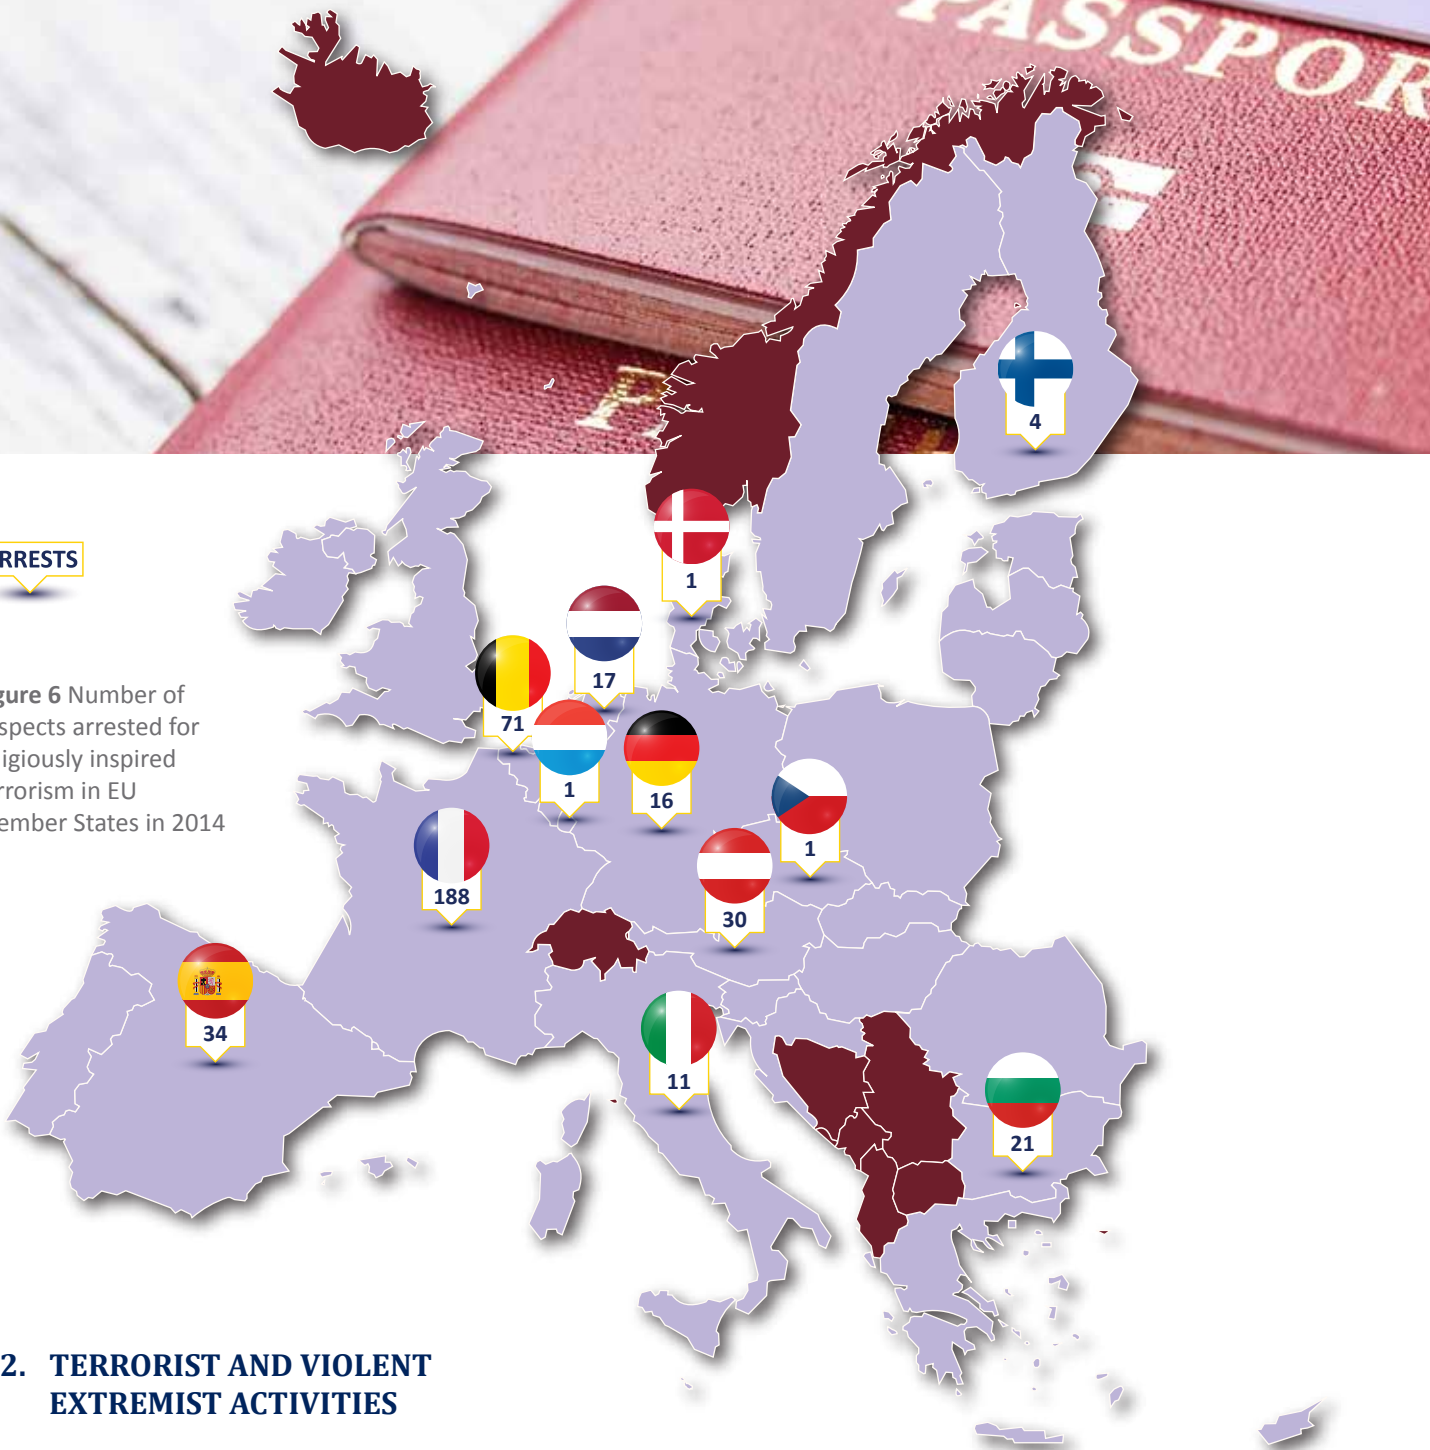 PASSPOR
P
4
1
RRESTS
17
71
1
16
1
188
30
34
11
21
gure 6 Number of
spects arrested for
igiously inspired
rrorism in EU
ember States in 2014
2. TERRORIST AND VIOLENT
EXTREMIST ACTIVITIES